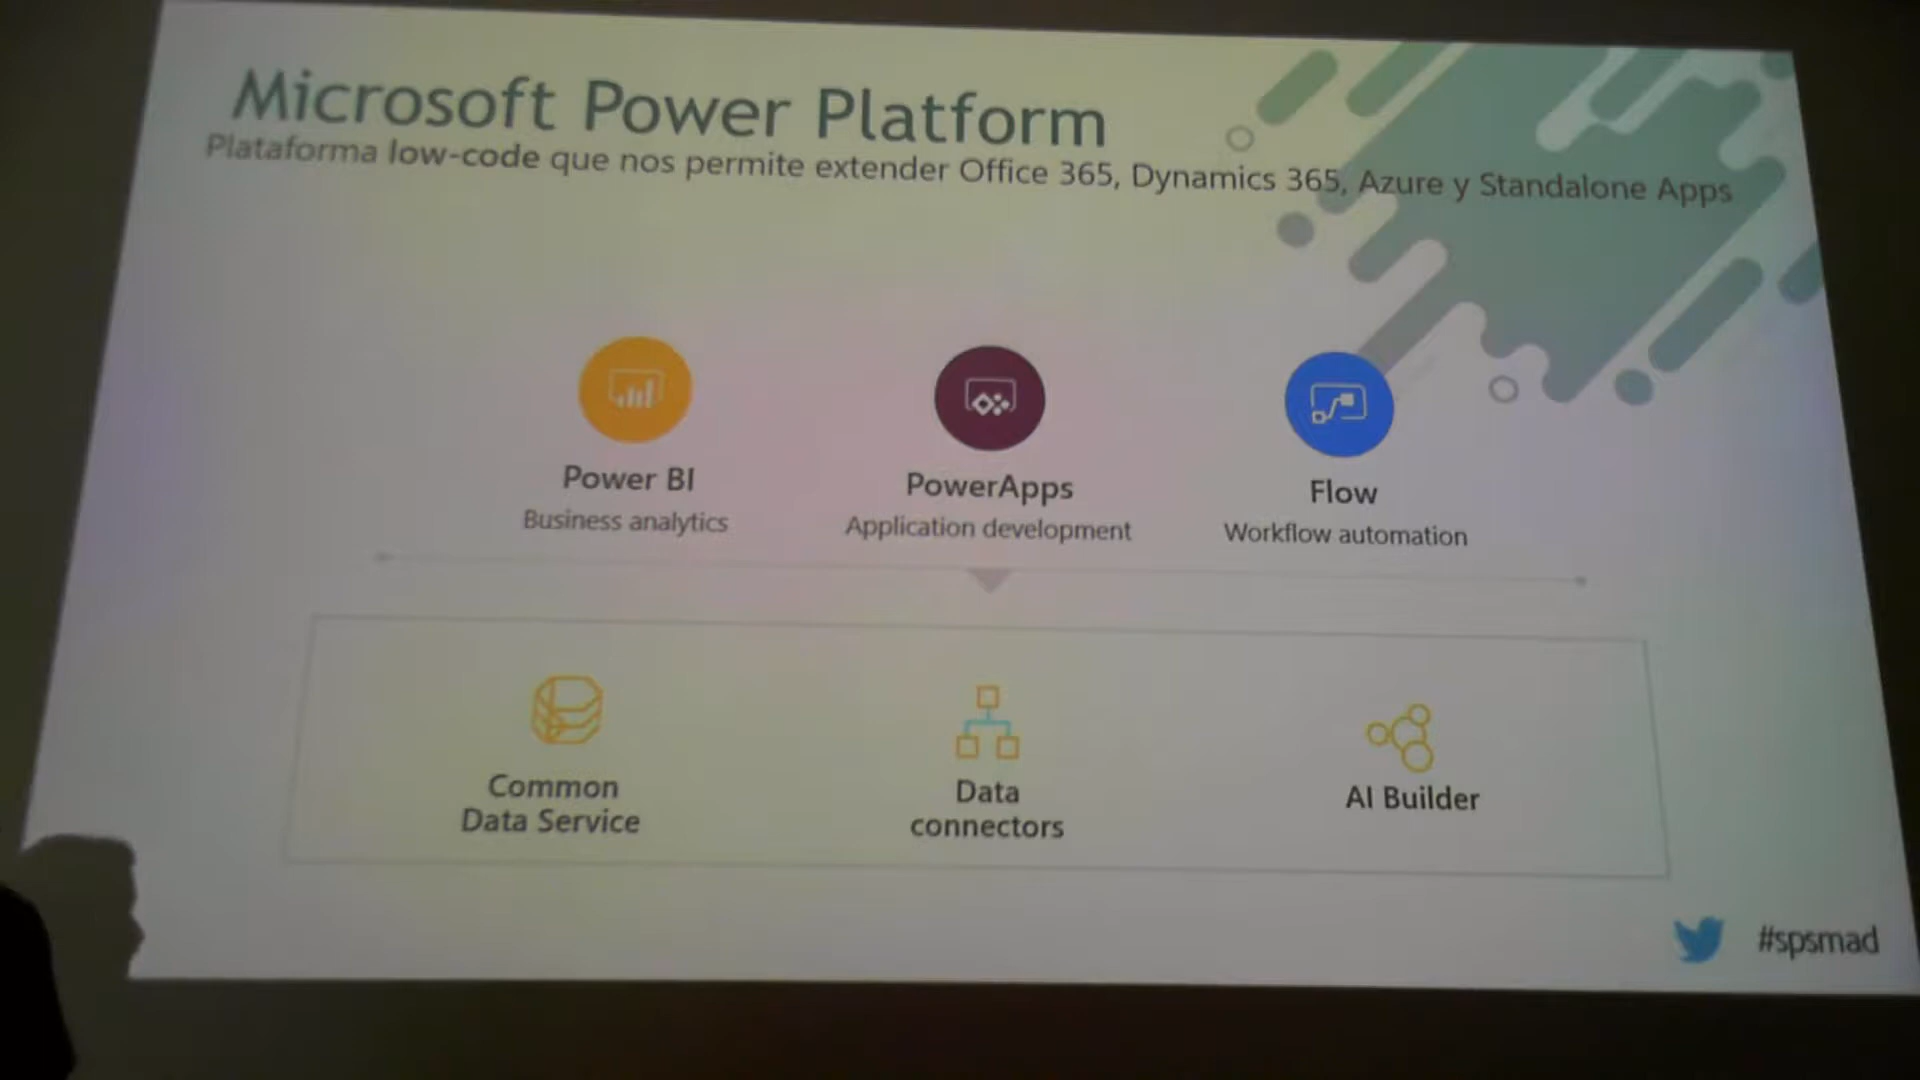 Microsoft Power Platform
Plataforma low-code que nos permite extender Office 365, Dynamics 365, Azure y Standalone Apps
Power BI
Business analytics
PowerApps
Application development
Flow
Workflow automation
Common
Data Service
Data
connectors
AI Builder
#spsmad